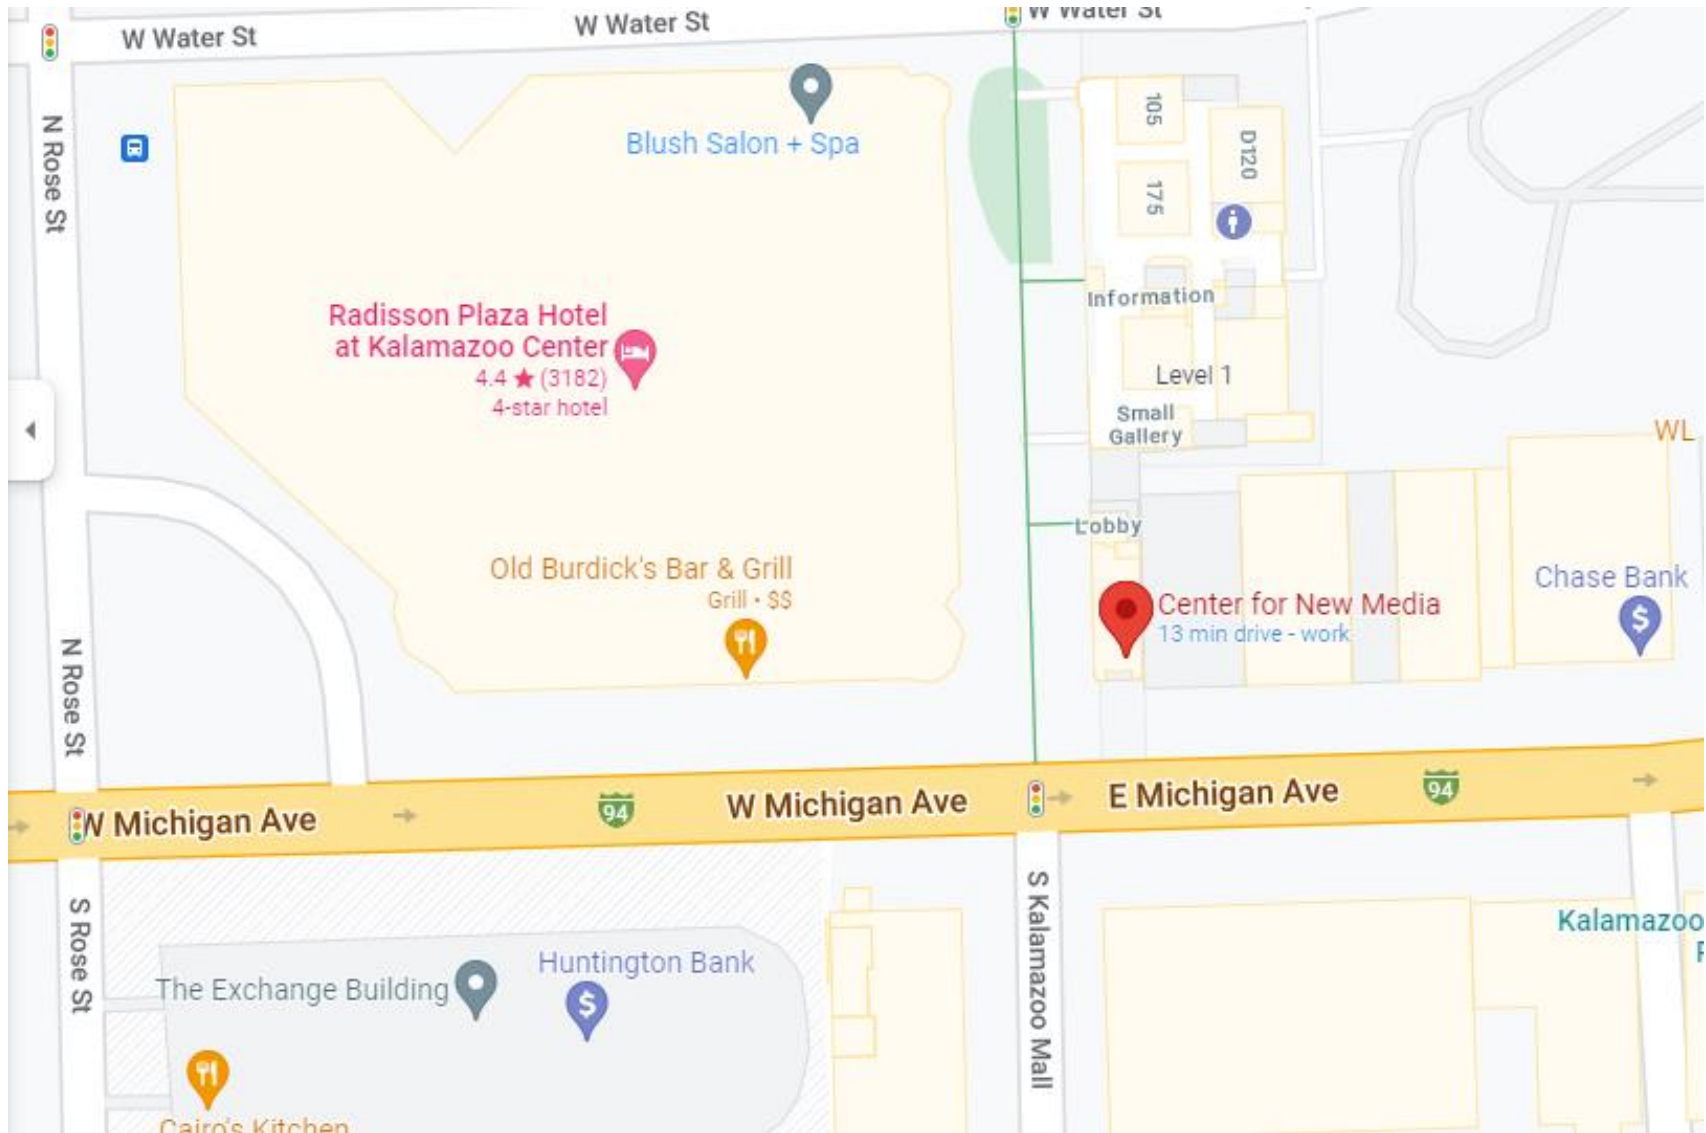 W Water St
W Water St
W Water St
N Rose St
Blush Salon + Spa
105
D120
175
Radisson Plaza Hotel
at Kalamazoo Center
4.4 ★ (3182)
4-star hotel
Information
Level 1
Small
Gallery
WL
Lobby
Old Burdick's Bar & Grill
Grill • $$
Center for New Media
13 min drive - work
Chase Bank
$
N Rose St
W Michigan Ave
94
W Michigan Ave
E Michigan Ave
94
S Rose St
The Exchange Building
Huntington Bank
$
S Kalamazoo Mall
Kalamazoo
Cairo's Kitchen